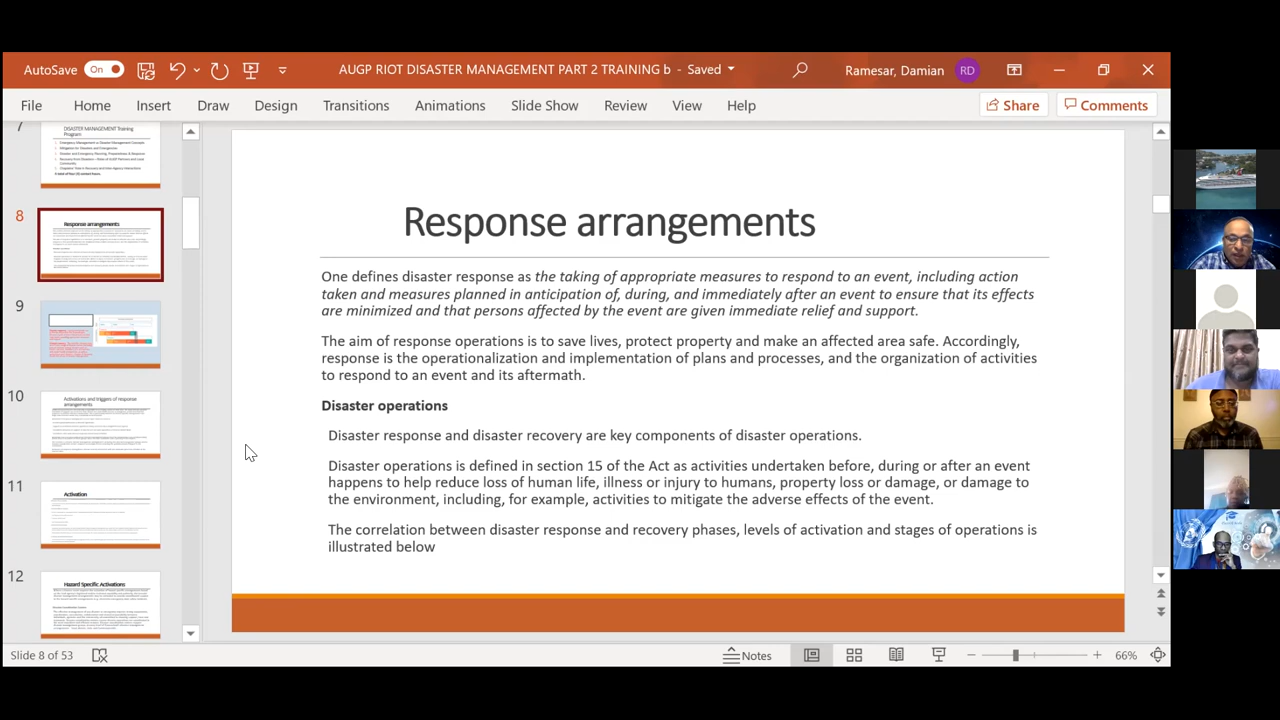 AutoSave On AUGP RIOT DISASTER MANAGEMENT PART 2 TRAINING b - Saved Ramesar, Damian RD
File Home Insert Draw Design Transitions Animations Slide Show Review View Help Share Comments
7
DISASTER MANAGEMENT Training
Program
8
Response arrangements
9
10
Activations and triggers of response
arrangements
11
Activation
12
Hazard Specific Activations
Response arrangements
One defines disaster response as the taking of appropriate measures to respond to an event, including action
taken and measures planned in anticipation of, during, and immediately after an event to ensure that its effects
are minimized and that persons affected by the event are given immediate relief and support.
The aim of response operations is to save lives, protect property and make an affected area safe. Accordingly,
response is the operationalization and implementation of plans and processes, and the organization of activities
to respond to an event and its aftermath.
Disaster operations
Disaster response and disaster recovery are key components of disaster operations.
Disaster operations is defined in section 15 of the Act as activities undertaken before, during or after an event
happens to help reduce loss of human life, illness or injury to humans, property loss or damage, or damage to
the environment, including, for example, activities to mitigate the adverse effects of the event.
The correlation between disaster response and recovery phases, levels of activation and stages of operations is
illustrated below
Slide 8 of 53 Notes 66%